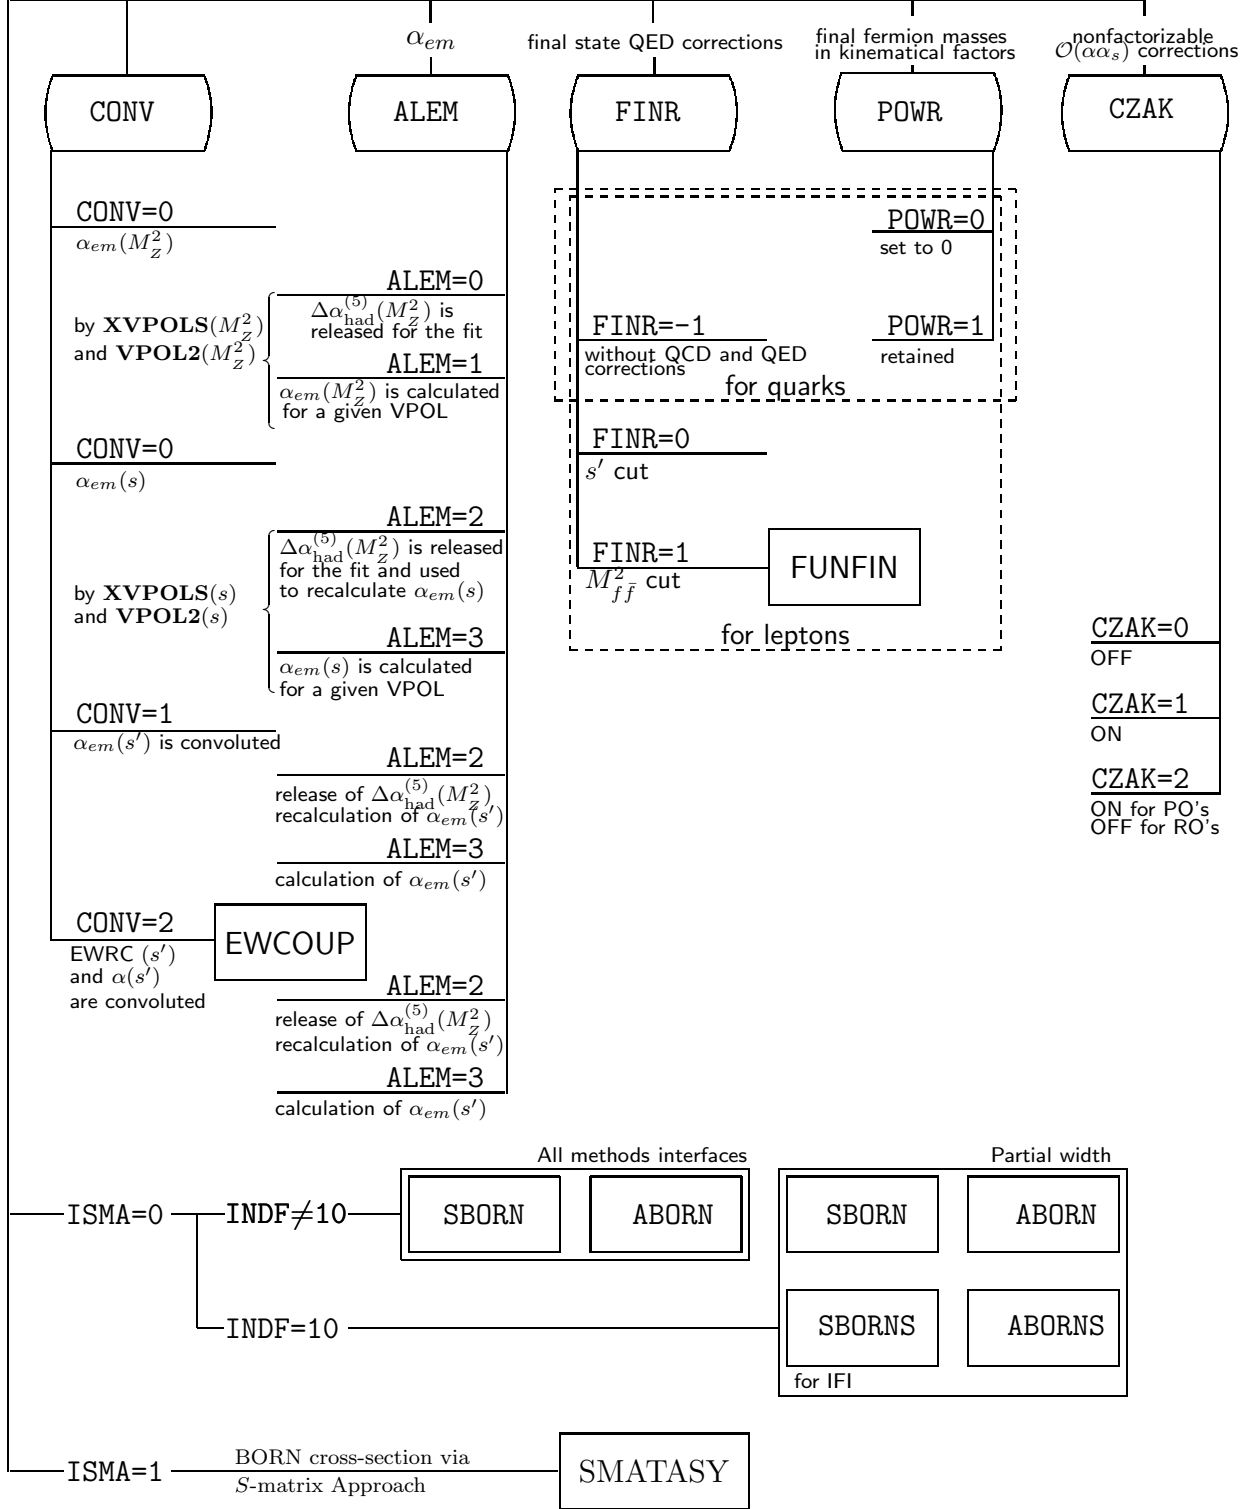 α_em
final state QED corrections
final fermion masses
in kinematical factors
nonfactorizable
O(αα_s) corrections
CONV
ALEM
FINR
POWR
CZAK
CONV=0
α_em(M_Z^2)
by XVPOLS(M_Z^2)
and VPOL2(M_Z^2)
ALEM=0
Δα_had^(5)(M_Z^2) is
released for the fit
ALEM=1
α_em(M_Z^2) is calculated
for a given VPOL
CONV=0
α_em(s)
by XVPOLS(s)
and VPOL2(s)
ALEM=2
Δα_had^(5)(M_Z^2) is released
for the fit and used
to recalculate α_em(s)
ALEM=3
α_em(s) is calculated
for a given VPOL
CONV=1
α_em(s′) is convoluted
ALEM=2
release of Δα_had^(5)(M_Z^2)
recalculation of α_em(s′)
ALEM=3
calculation of α_em(s′)
CONV=2
EWRC (s′)
and α(s′)
are convoluted
EWCOUP
ALEM=2
release of Δα_had^(5)(M_Z^2)
recalculation of α_em(s′)
ALEM=3
calculation of α_em(s′)
POWR=0
set to 0
FINR=-1
without QCD and QED
corrections
POWR=1
retained
for quarks
FINR=0
s′ cut
FINR=1
M_{f f̄}^2 cut
FUNFIN
for leptons
CZAK=0
OFF
CZAK=1
ON
CZAK=2
ON for PO's
OFF for RO's
All methods interfaces
Partial width
ISMA=0
INDF≠10
SBORN
ABORN
SBORN
ABORN
INDF=10
SBORNS
ABORNS
for IFI
ISMA=1
BORN cross-section via
S-matrix Approach
SMATASY